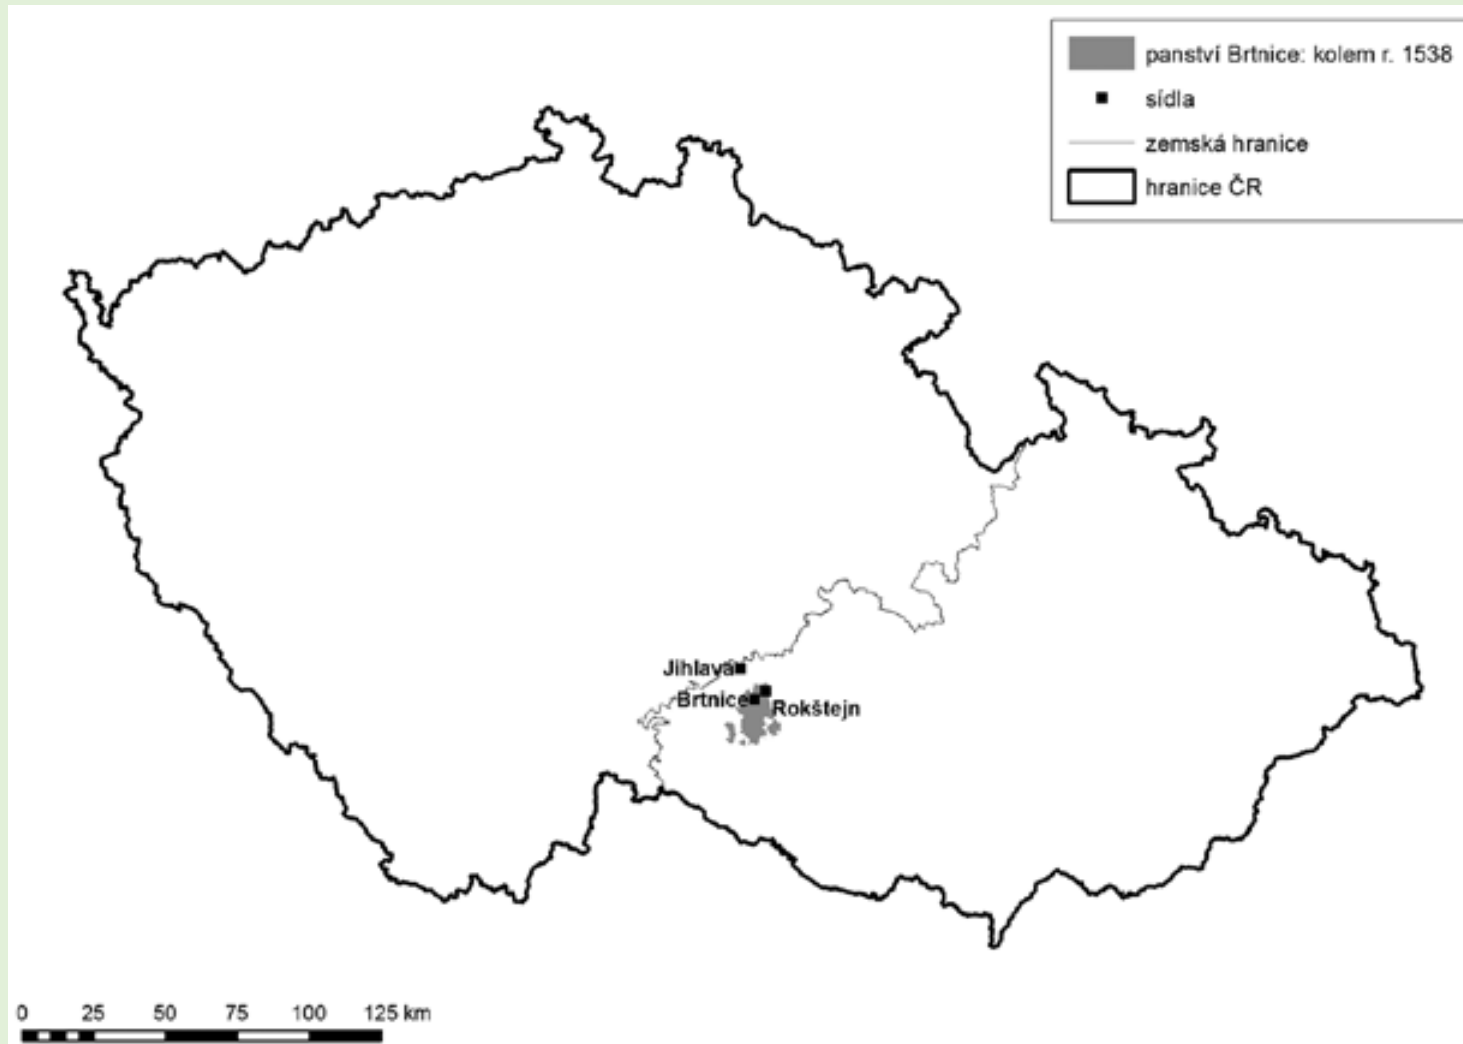 panství Brtnice: kolem r. 1538
sídla
zemská hranice
hranice ČR
Jihlava
Brtnice
Rokštejn
0 25 50 75 100 125 km